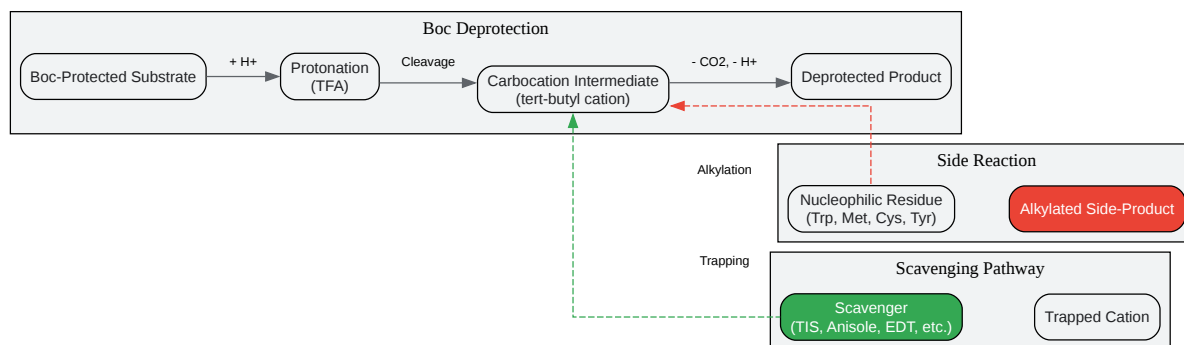 Boc Deprotection
+ H+
Cleavage
- CO2, - H+
Boc-Protected Substrate
Protonation
(TFA)
Carbocation Intermediate
(tert-butyl cation)
Deprotected Product
Alkylation
Side Reaction
Nucleophilic Residue
(Trp, Met, Cys, Tyr)
Alkylated Side-Product
Trapping
Scavenging Pathway
Scavenger
(TIS, Anisole, EDT, etc.)
Trapped Cation